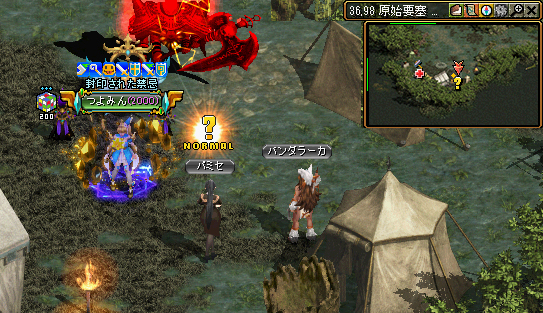 36,98 原始要塞 ...
封印された禁忌
つよみん(2000)
200
?
NORMAL
パミセ
バンダラーカ
?